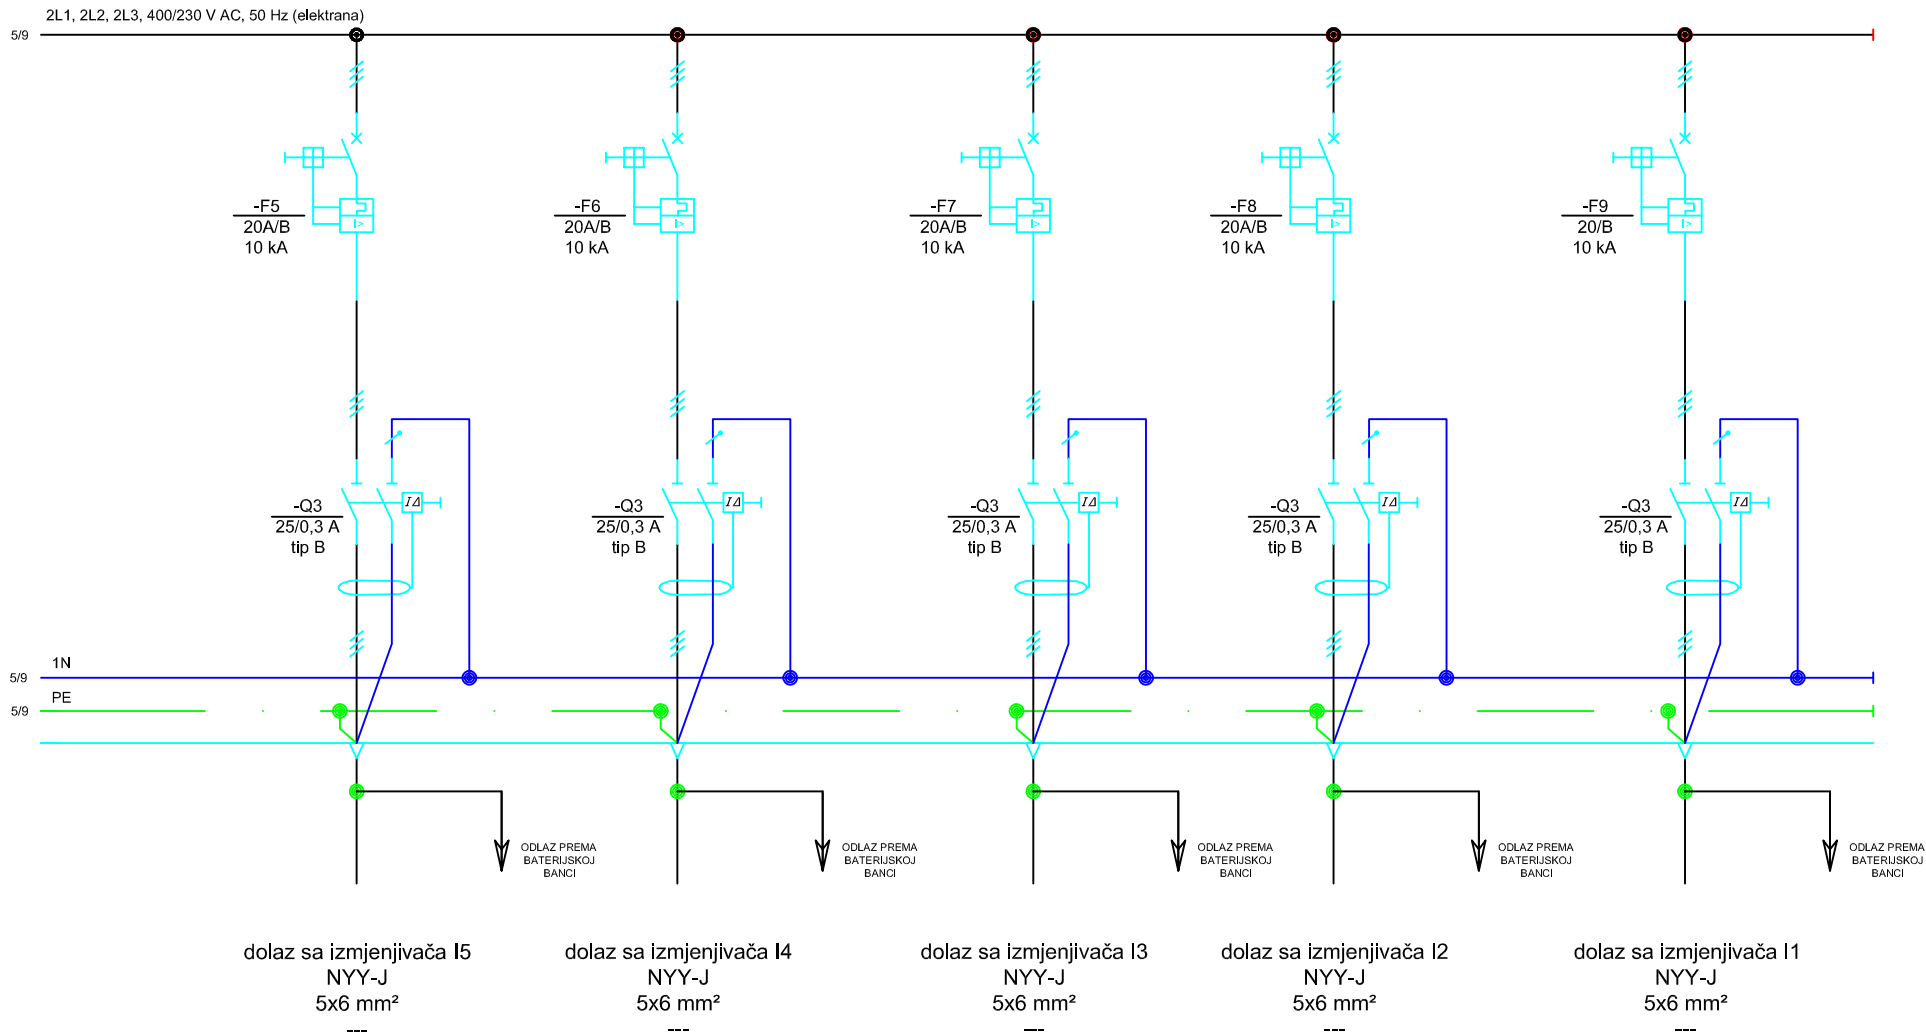 2L1, 2L2, 2L3, 400/230 V AC, 50 Hz (elektrana)
5/9
-F5
20A/B
10 kA
-F6
20A/B
10 kA
-F7
20A/B
10 kA
-F8
20A/B
10 kA
-F9
20/B
10 kA
I>
I>
I>
I>
I>
-Q3
25/0,3 A
tip B
IΔ
-Q3
25/0,3 A
tip B
IΔ
-Q3
25/0,3 A
tip B
IΔ
-Q3
25/0,3 A
tip B
IΔ
-Q3
25/0,3 A
tip B
IΔ
1N
5/9
PE
5/9
ODLAZ PREMA
BATERIJSKOJ
BANCI
ODLAZ PREMA
BATERIJSKOJ
BANCI
ODLAZ PREMA
BATERIJSKOJ
BANCI
ODLAZ PREMA
BATERIJSKOJ
BANCI
ODLAZ PREMA
BATERIJSKOJ
BANCI
dolaz sa izmjenjivača I5
NYY-J
5x6 mm²
---
dolaz sa izmjenjivača I4
NYY-J
5x6 mm²
---
dolaz sa izmjenjivača I3
NYY-J
5x6 mm²
---
dolaz sa izmjenjivača I2
NYY-J
5x6 mm²
---
dolaz sa izmjenjivača I1
NYY-J
5x6 mm²
---